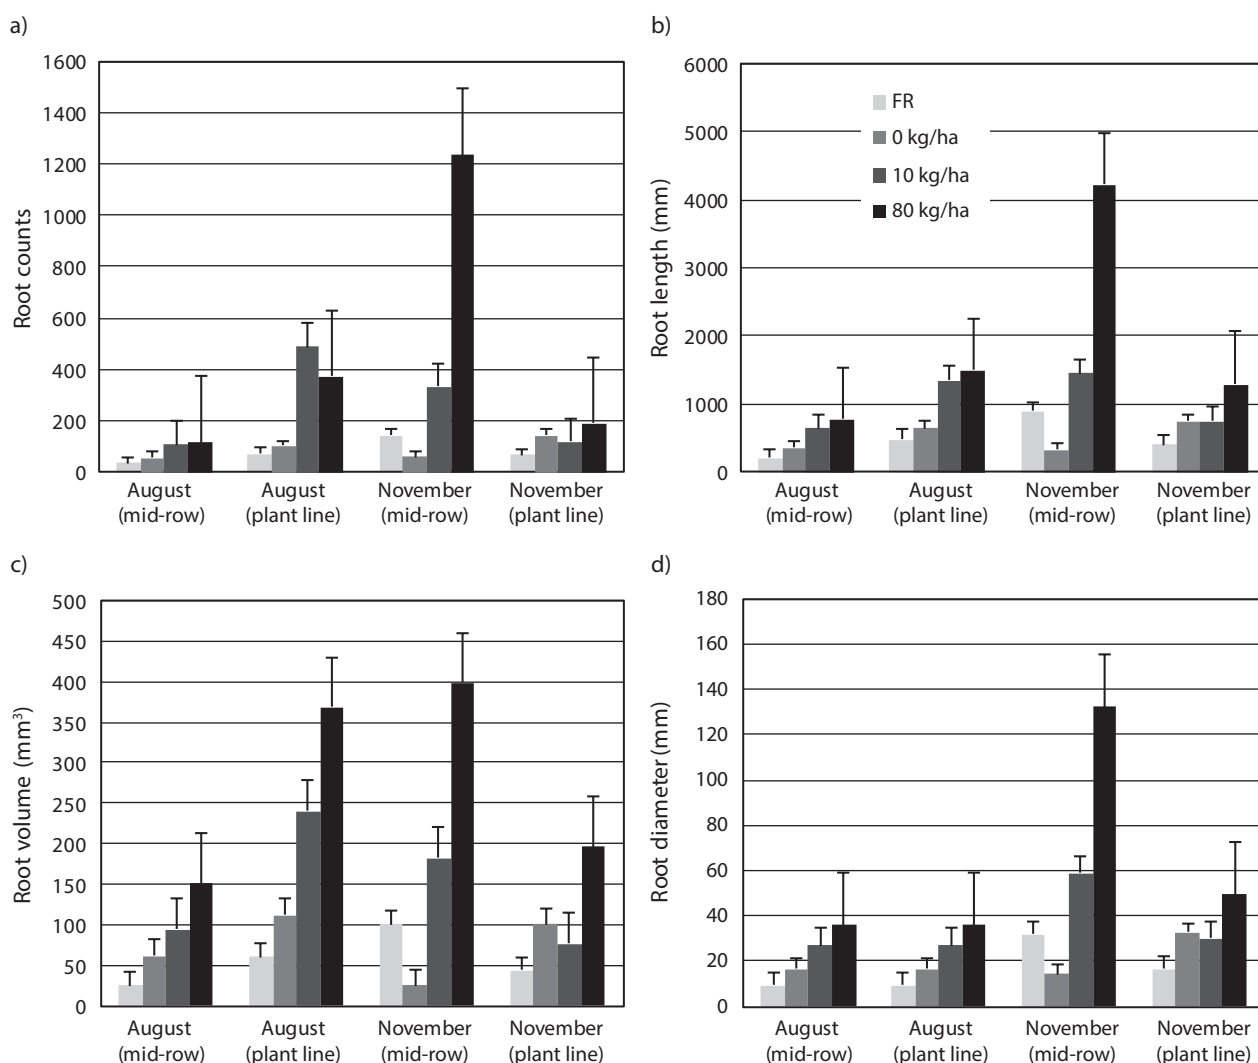 a)
1600
1400
1200
1000
800
600
400
200
0
Root counts
August
(mid-row)
August
(plant line)
November
(mid-row)
November
(plant line)
b)
6000
5000
4000
3000
2000
1000
0
Root length (mm)
FR
0 kg/ha
10 kg/ha
80 kg/ha
August
(mid-row)
August
(plant line)
November
(mid-row)
November
(plant line)
c)
500
450
400
350
300
250
200
150
100
50
0
Root volume (mm³)
August
(mid-row)
August
(plant line)
November
(mid-row)
November
(plant line)
d)
180
160
140
120
100
80
60
40
20
0
Root diameter (mm)
August
(mid-row)
August
(plant line)
November
(mid-row)
November
(plant line)